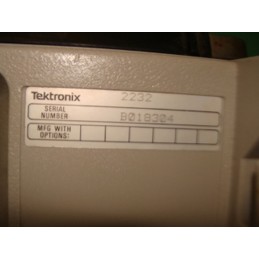 Tektronix 2232
SERIAL
NUMBER B018304
MFG WITH
OPTIONS: